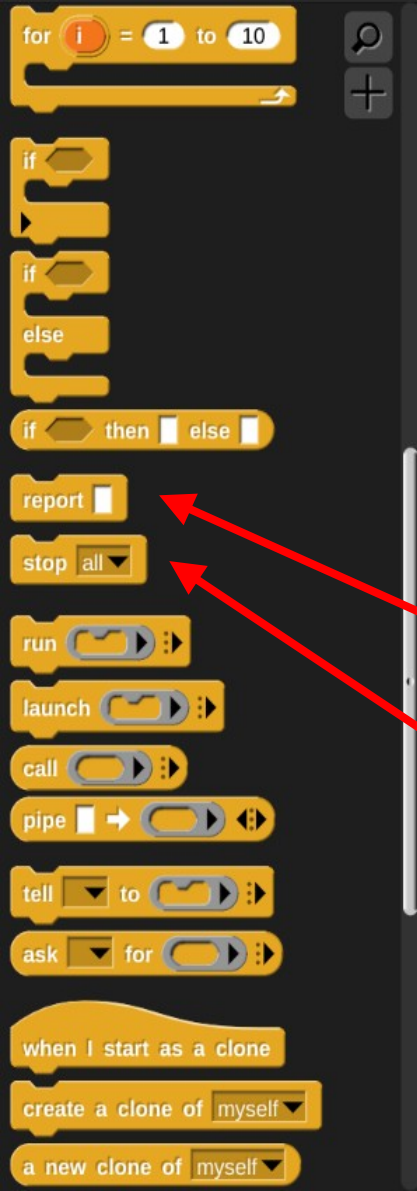 for i = 1 to 10
if
if
else
if then else
report
stop all
run
launch
call
pipe
tell to
ask for
when I start as a clone
create a clone of myself
a new clone of myself